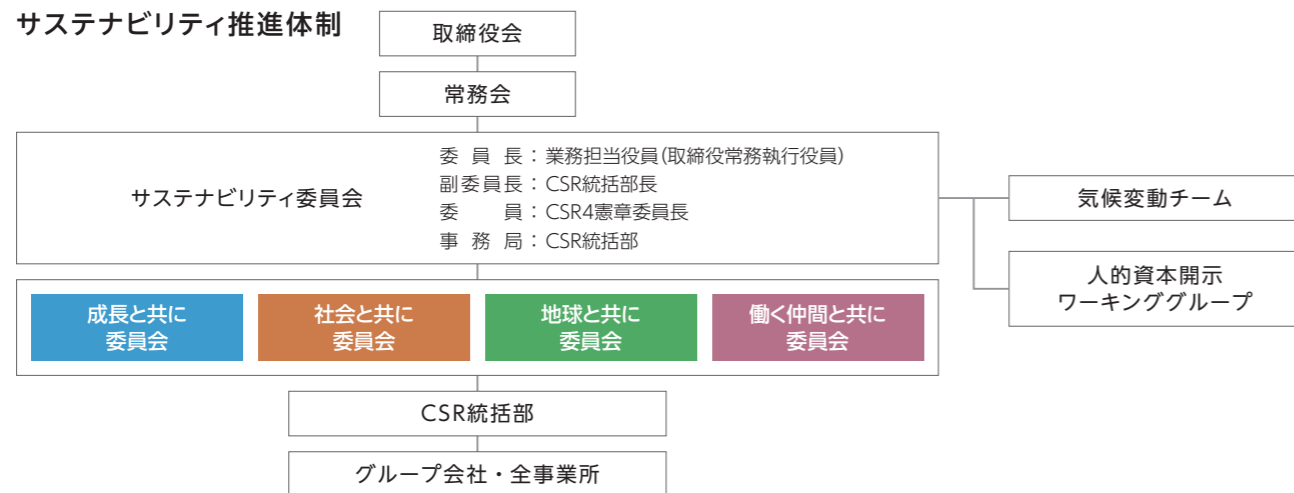 サステナビリティ推進体制
取締役会
常務会
サステナビリティ委員会
委員長：業務担当役員(取締役常務執行役員)
副委員長：CSR統括部長
委員：CSR4憲章委員長
事務局：CSR統括部
気候変動チーム
人的資本開示
ワーキンググループ
成長と共に
委員会
社会と共に
委員会
地球と共に
委員会
働く仲間と共に
委員会
CSR統括部
グループ会社・全事業所